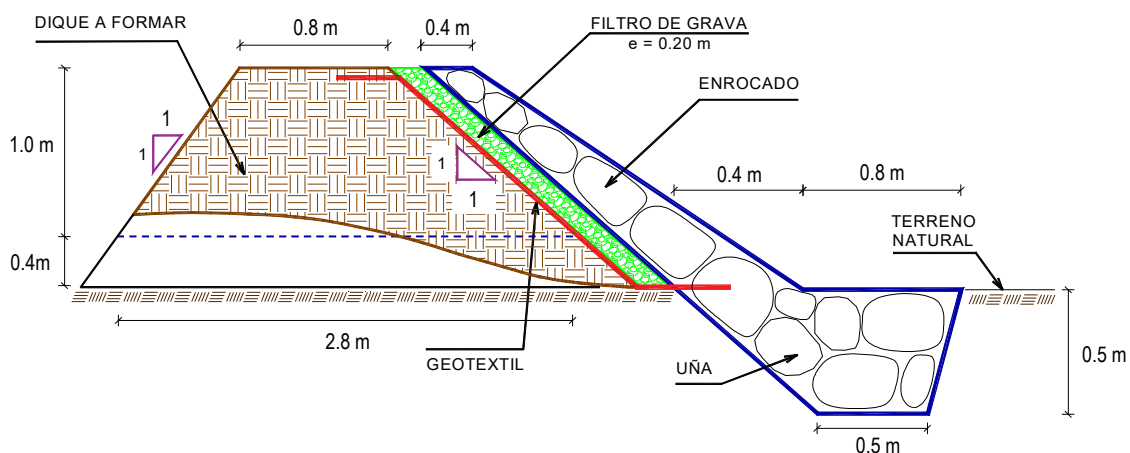 DIQUE A FORMAR
0.8 m
0.4 m
FILTRO DE GRAVA
e = 0.20 m
ENROCADO
1.0 m
1
1
1
1
0.4 m
0.8 m
TERRENO
NATURAL
0.4m
2.8 m
GEOTEXTIL
UÑA
0.5 m
0.5 m